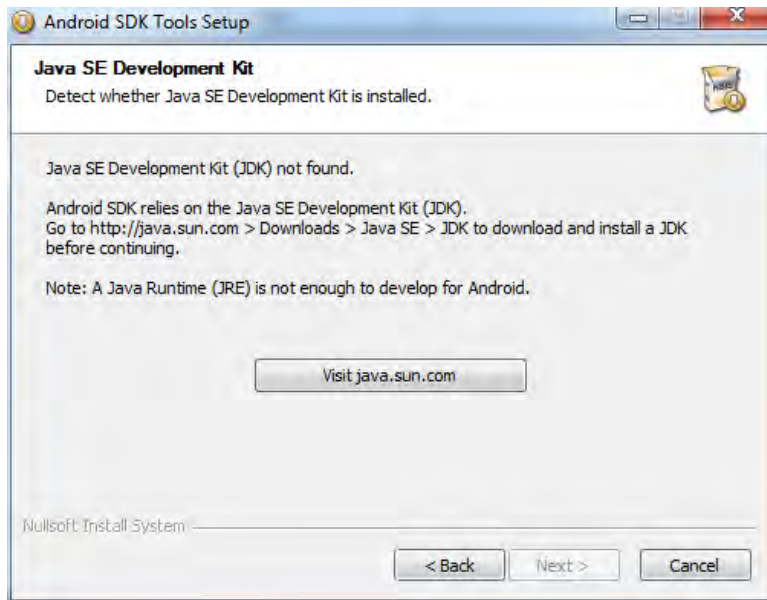 Android SDK Tools Setup
Java SE Development Kit
Detect whether Java SE Development Kit is installed.
Java SE Development Kit (JDK) not found.
Android SDK relies on the Java SE Development Kit (JDK).
Go to http://java.sun.com > Downloads > Java SE > JDK to download and install a JDK
before continuing.
Note: A Java Runtime (JRE) is not enough to develop for Android.
Visit java.sun.com
Nullsoft Install System
< Back
Next >
Cancel